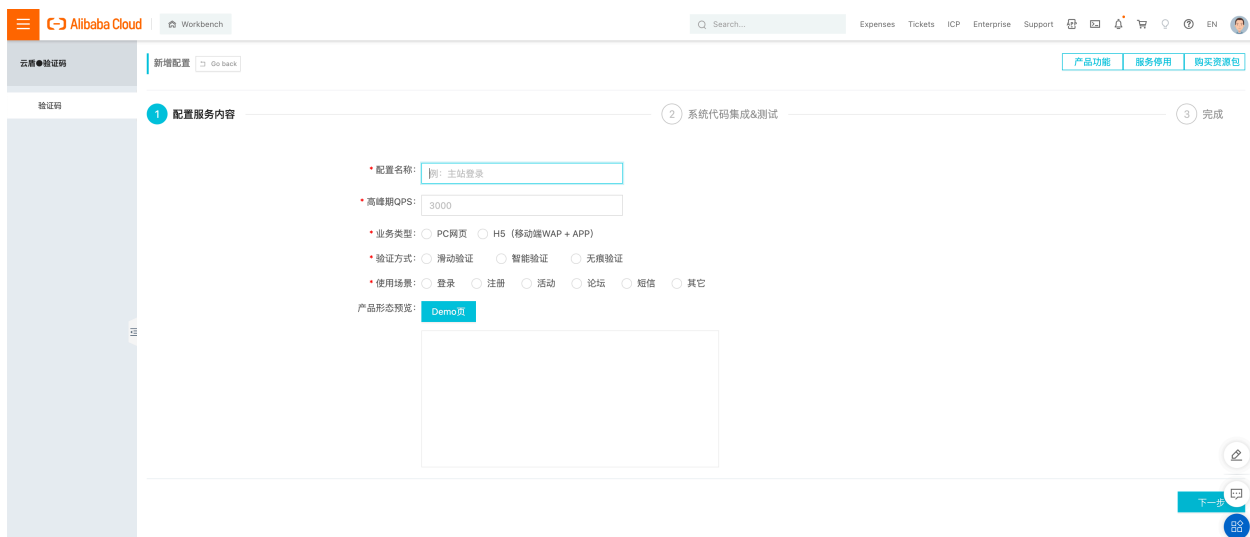 Alibaba Cloud
Workbench
Search...
Expenses Tickets ICP Enterprise Support EN
云盾●验证码
新增配置 Go back
产品功能 服务停用 购买资源包
验证码
1 配置服务内容 2 系统代码集成&测试 3 完成
* 配置名称: 例：主站登录
* 高峰期QPS: 3000
* 业务类型: PC网页 H5（移动端WAP + APP）
* 验证方式: 滑动验证 智能验证 无痕验证
* 使用场景: 登录 注册 活动 论坛 短信 其它
产品形态预览: Demo页
下一步